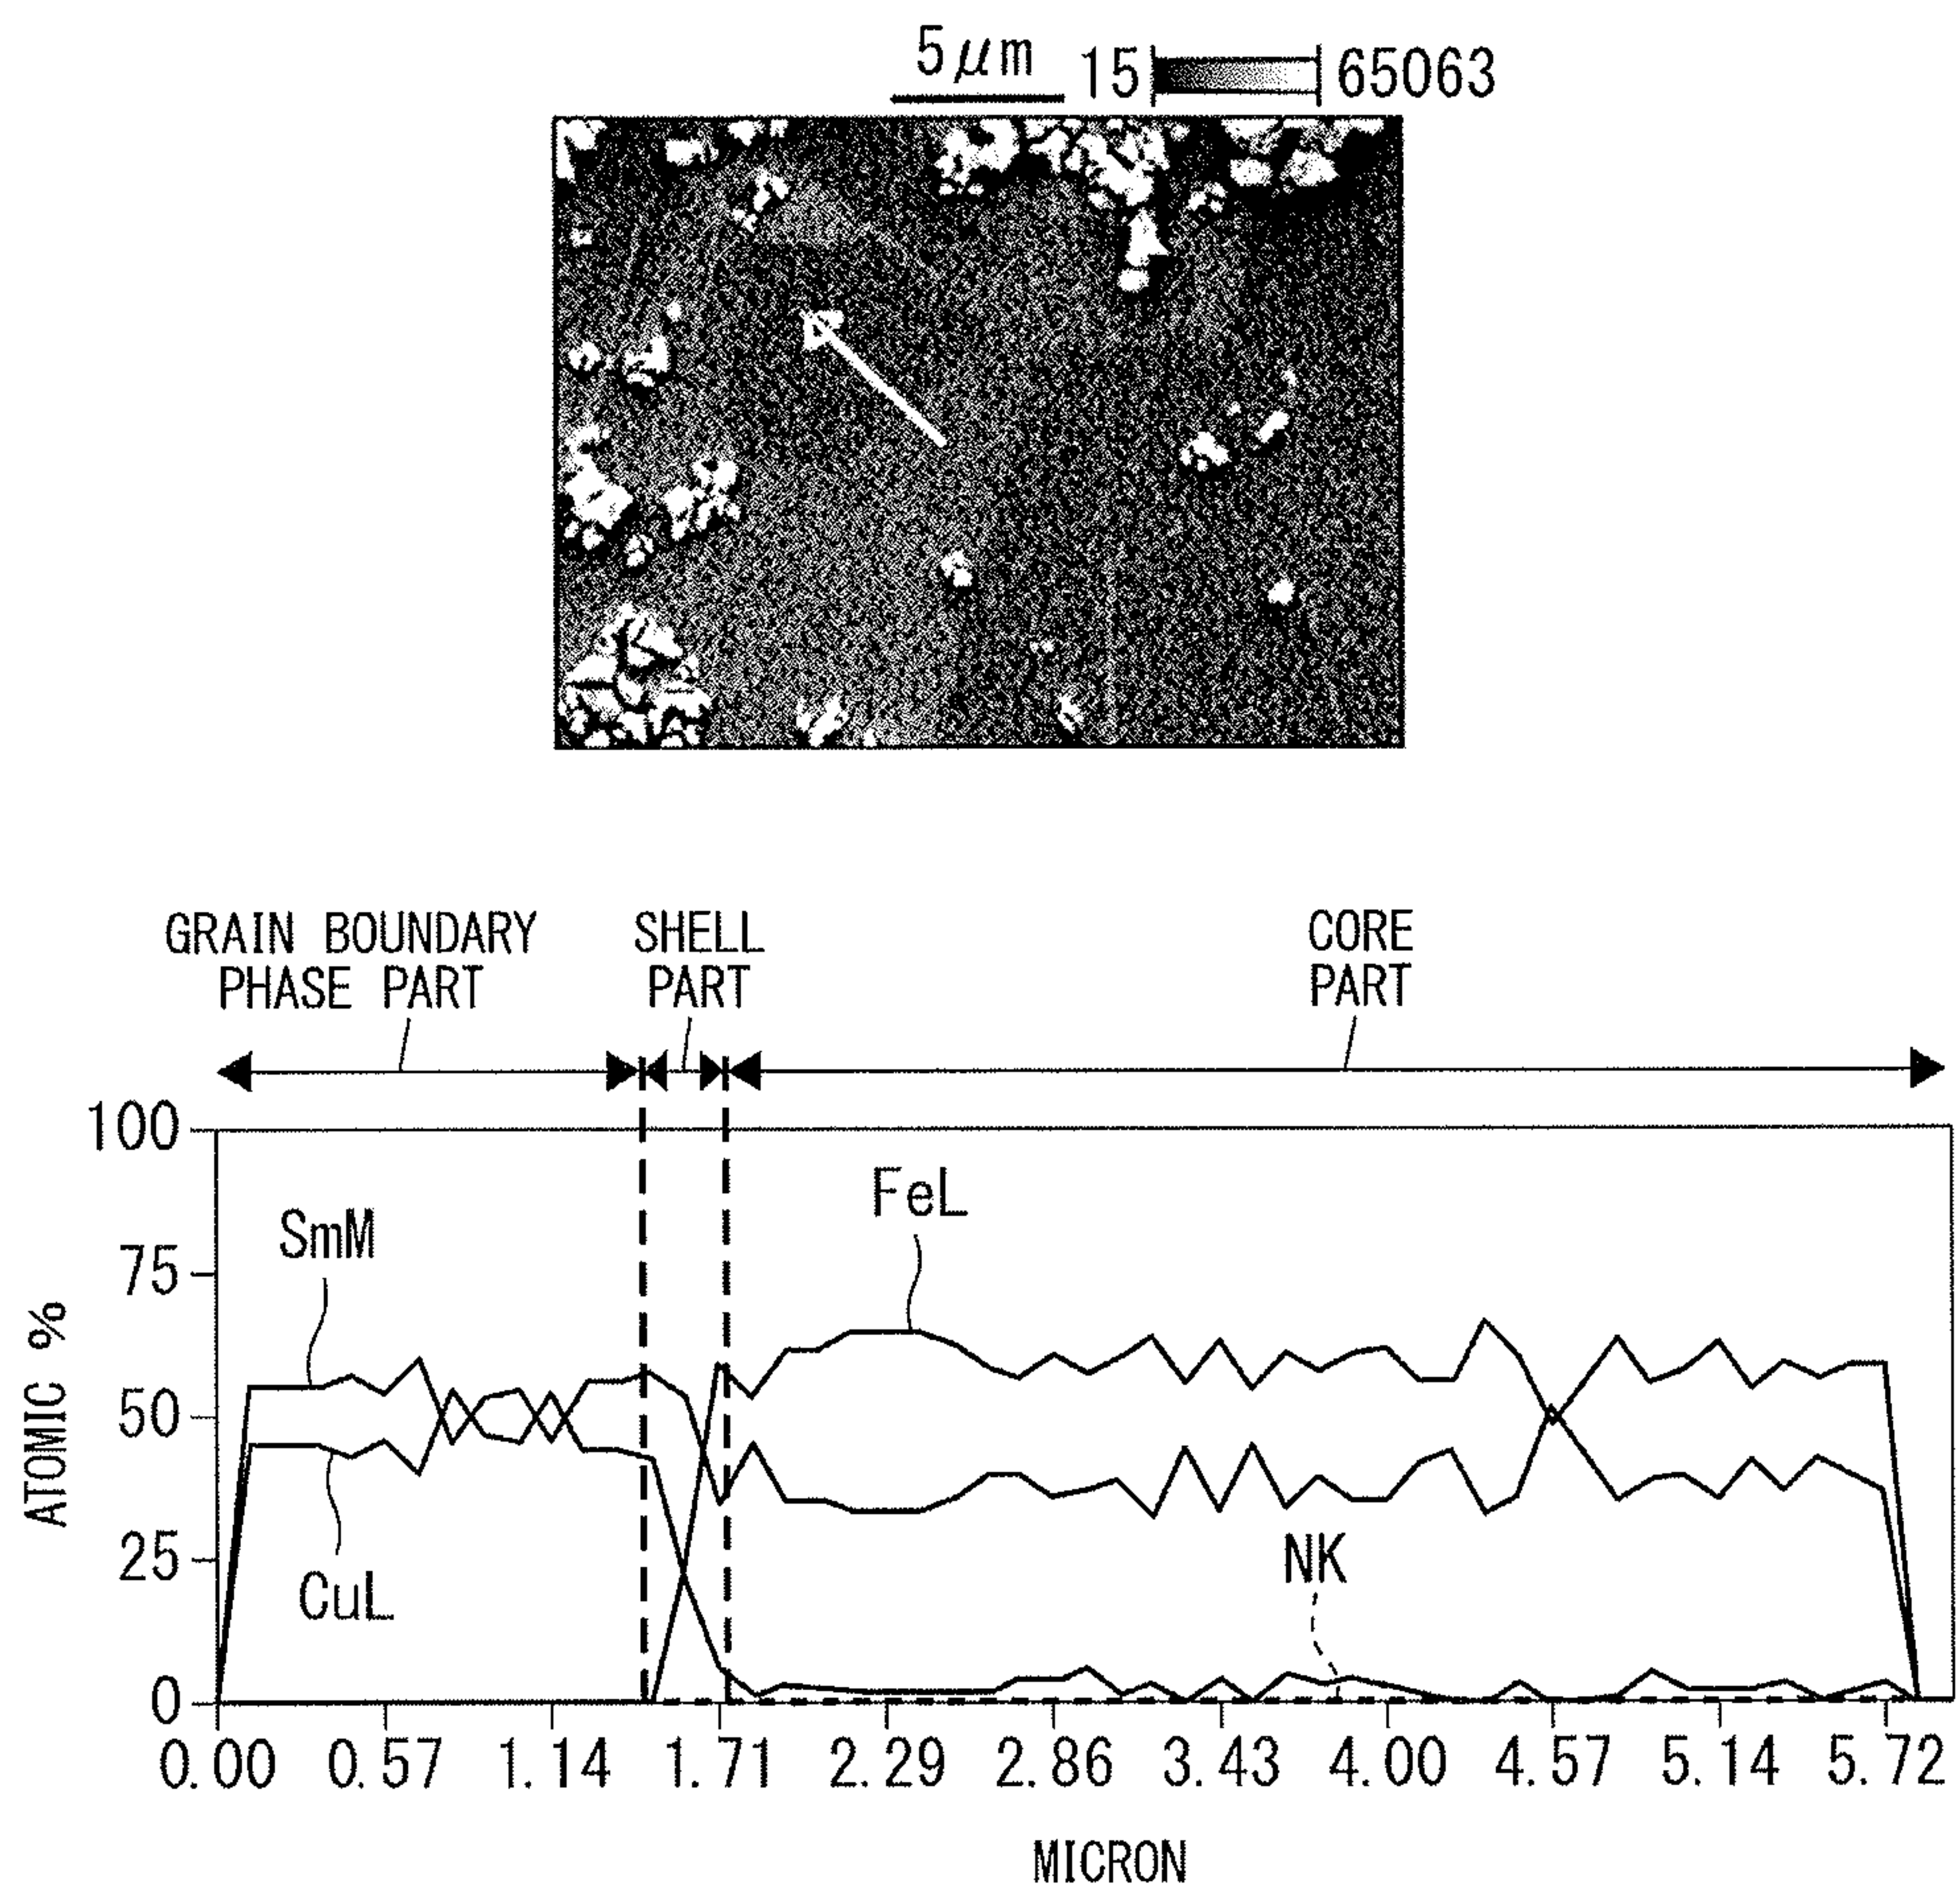 5μm 15 65063
GRAIN BOUNDARY
PHASE PART
SHELL
PART
CORE
PART
100
75
50
25
0
ATOMIC %
SmM
CuL
FeL
NK
0.00 0.57 1.14 1.71 2.29 2.86 3.43 4.00 4.57 5.14 5.72
MICRON